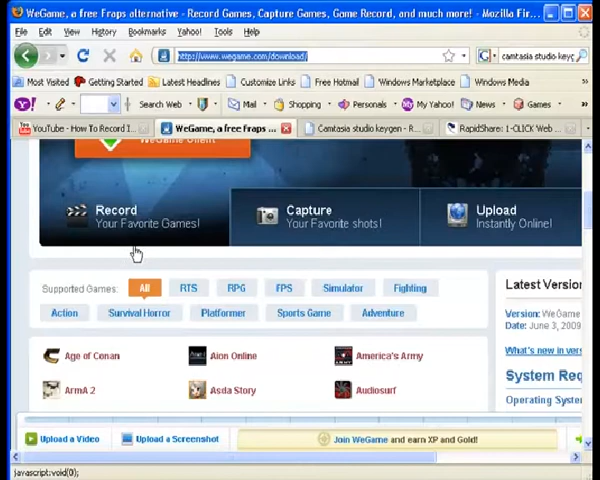 WeGame, a free Fraps alternative - Record Games, Capture Games, Game Record, and much more! - Mozilla Fir...
File Edit View History Bookmarks Yahoo! Tools Help
http://www.wegame.com/download/
camtasia studio keyg
Most Visited Getting Started Latest Headlines Customize Links Free Hotmail Windows Marketplace Windows Media
Y! Search Web Mail Shopping Personals My Yahoo! News Games
YouTube - How To Record I... WeGame, a free Fraps ... Camtasia studio keygen - R... RapidShare: 1-CLICK Web ...
WeGame Client
Record
Your Favorite Games!
Capture
Your Favorite shots!
Upload
Instantly Online!
Supported Games: All RTS RPG FPS Simulator Fighting
Action Survival Horror Platformer Sports Game Adventure
Latest Versio
Version: WeGame
Date: June 3, 2009
What's new in vers
System Req
Operating System
Age of Conan Aion Online America's Army
ArmA 2 Asda Story Audiosurf
Upload a Video Upload a Screenshot Join WeGame and earn XP and Gold!
javascript:void(0);